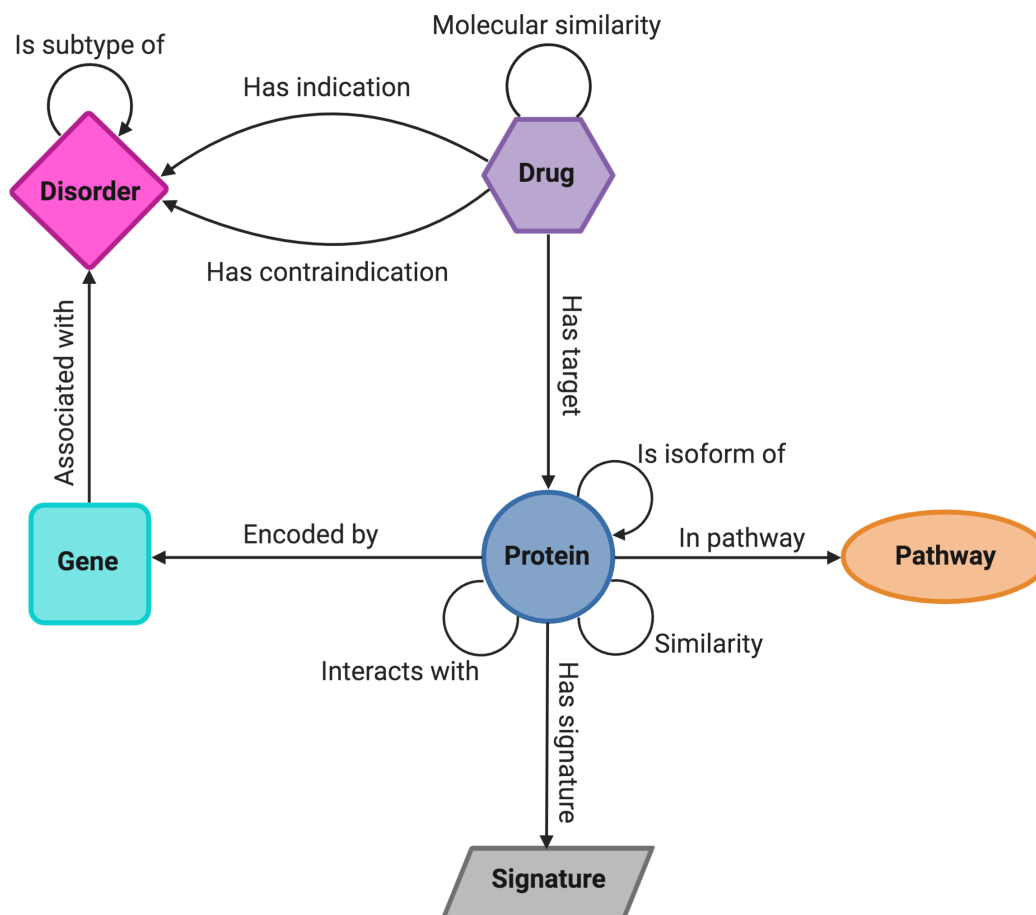 Molecular similarity
Is subtype of
Has indication
Drug
Disorder
Has contraindication
Associated with
Has target
Is isoform of
Encoded by
In pathway
Gene
Protein
Pathway
Similarity
Interacts with
Has signature
Signature